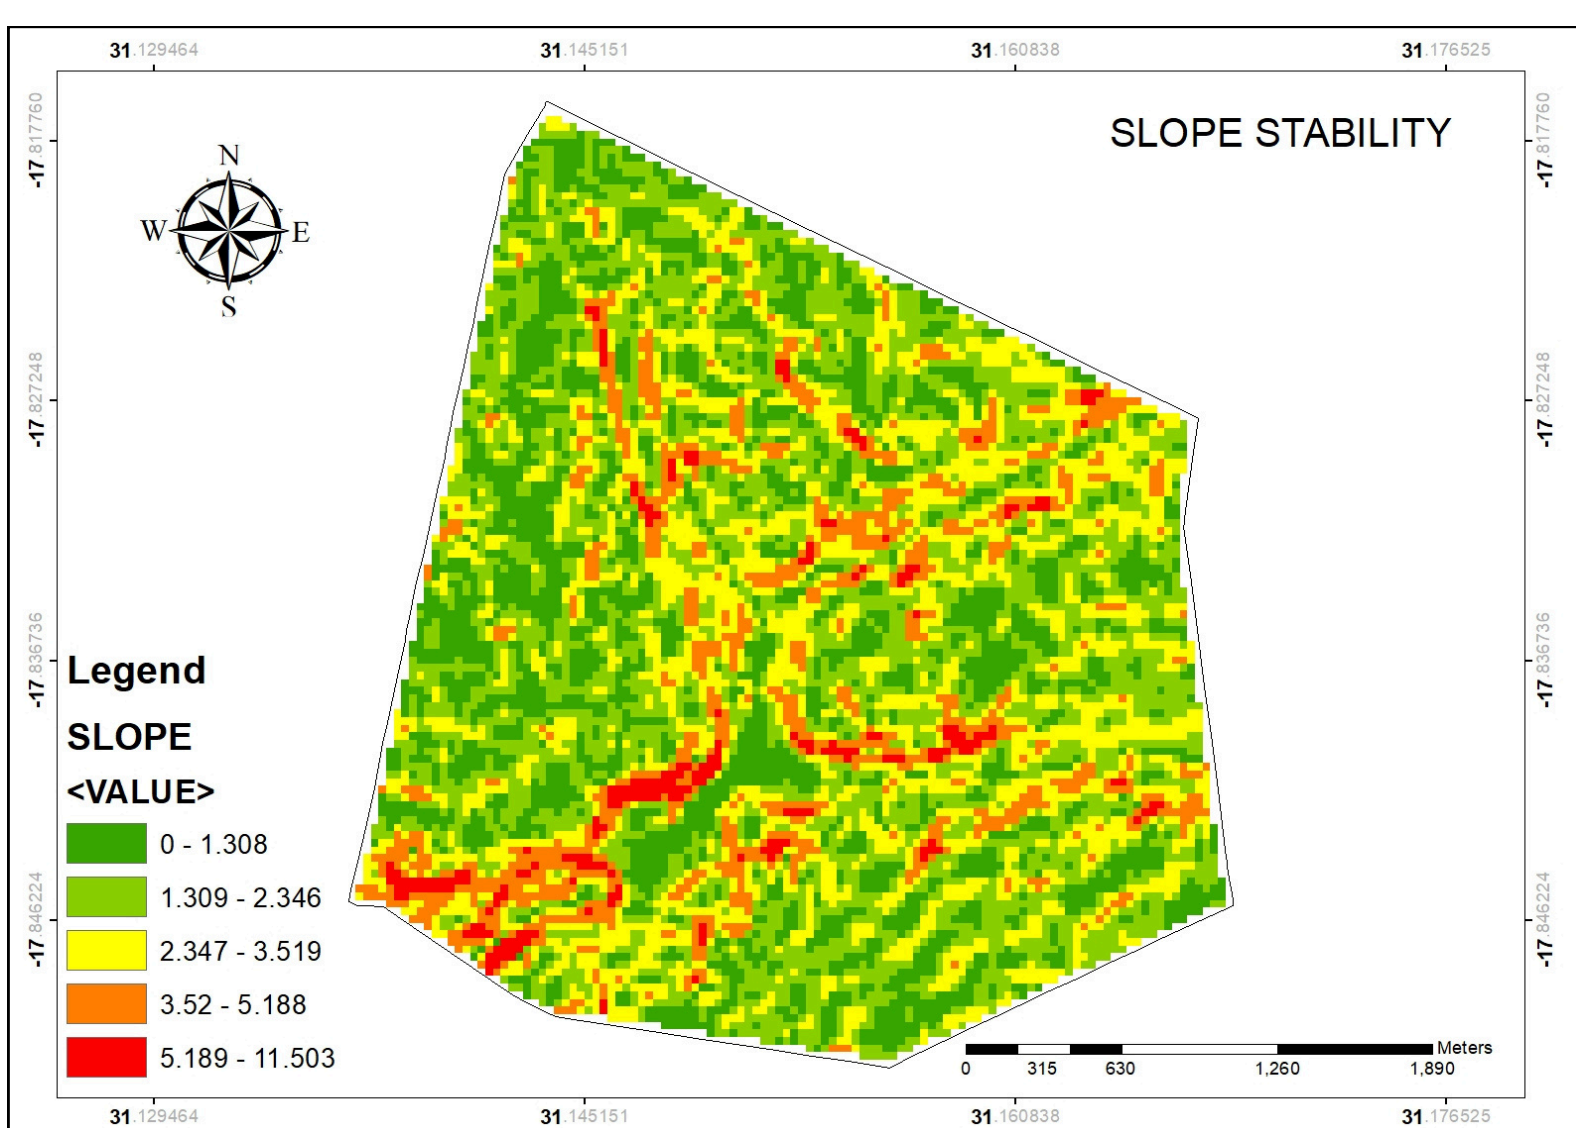 31.129464 31.145151 31.160838 31.176525
SLOPE STABILITY
N
W E
S
-17.817760 -17.817760
-17.827248 -17.827248
-17.836736 -17.836736
-17.846224 -17.846224
Legend
SLOPE
<VALUE>
0 - 1.308
1.309 - 2.346
2.347 - 3.519
3.52 - 5.188
5.189 - 11.503
Meters
0 315 630 1,260 1,890
31.129464 31.145151 31.160838 31.176525